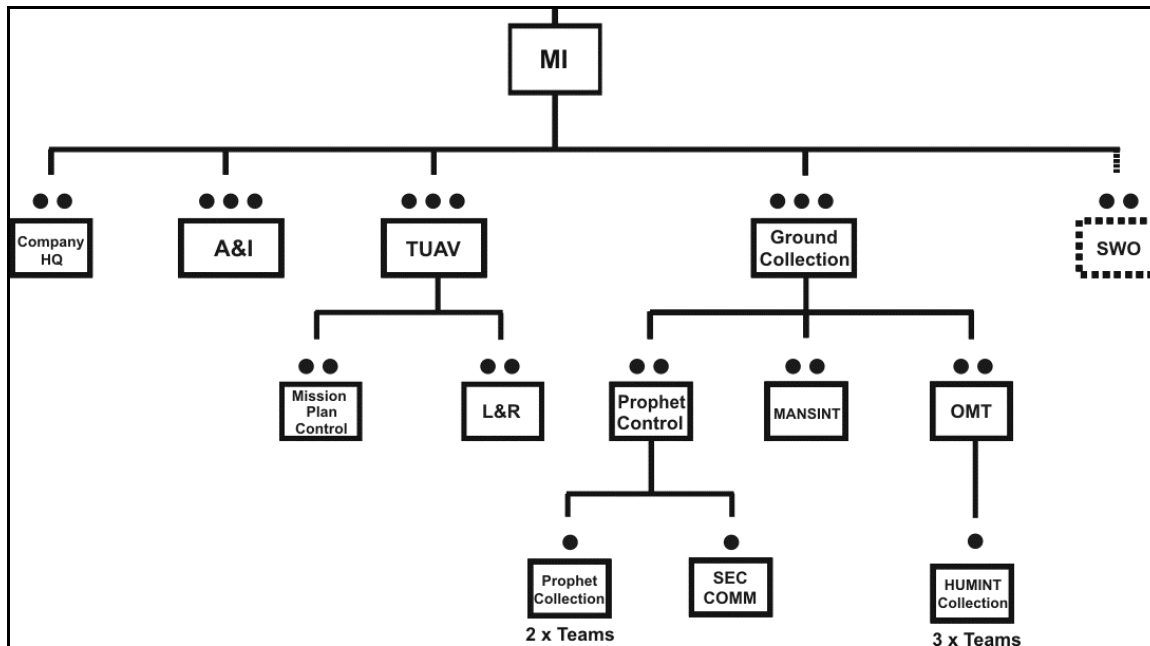 MI
Company
HQ
A&I
TUAV
Ground
Collection
SWO
Mission
Plan
Control
L&R
Prophet
Control
MANSINT
OMT
Prophet
Collection
SEC
COMM
HUMINT
Collection
2 x Teams
3 x Teams